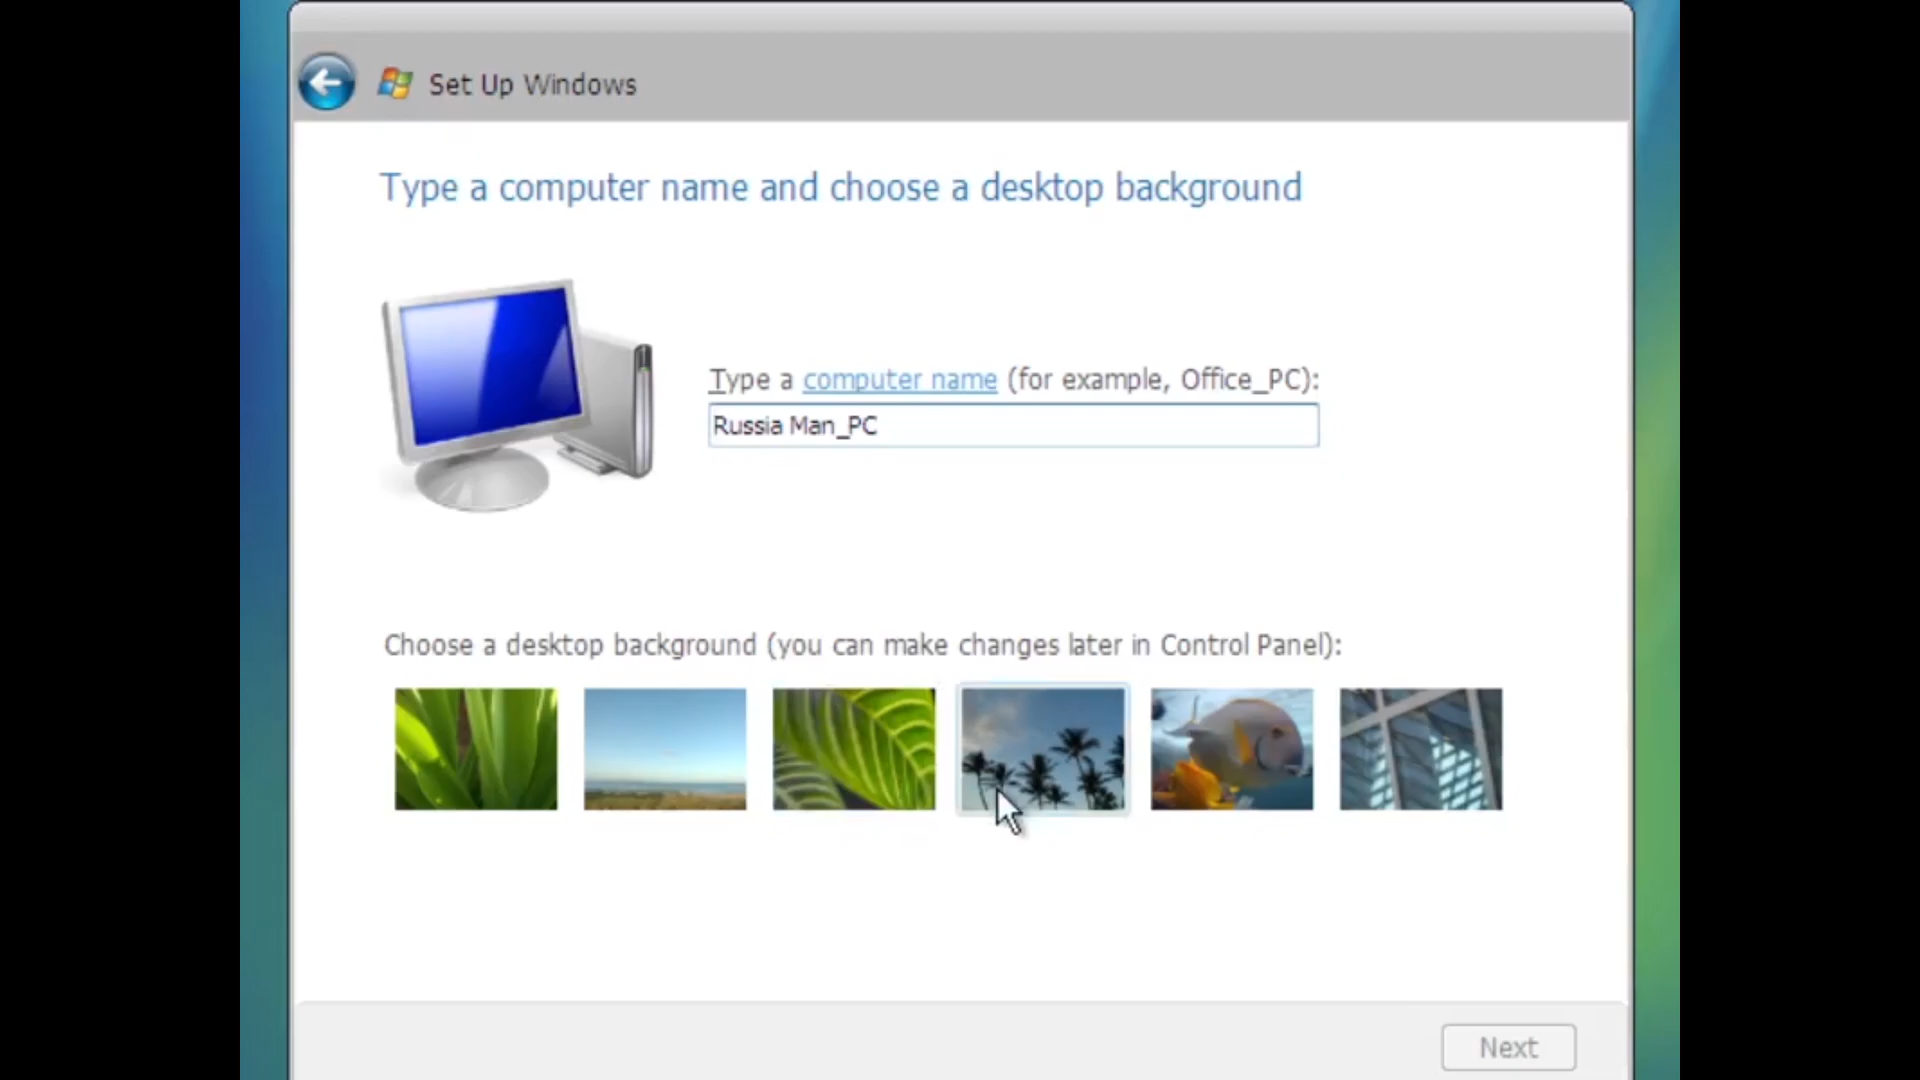 Set Up Windows
Type a computer name and choose a desktop background
Type a computer name (for example, Office_PC):
Russia Man_PC
Choose a desktop background (you can make changes later in Control Panel):
Next